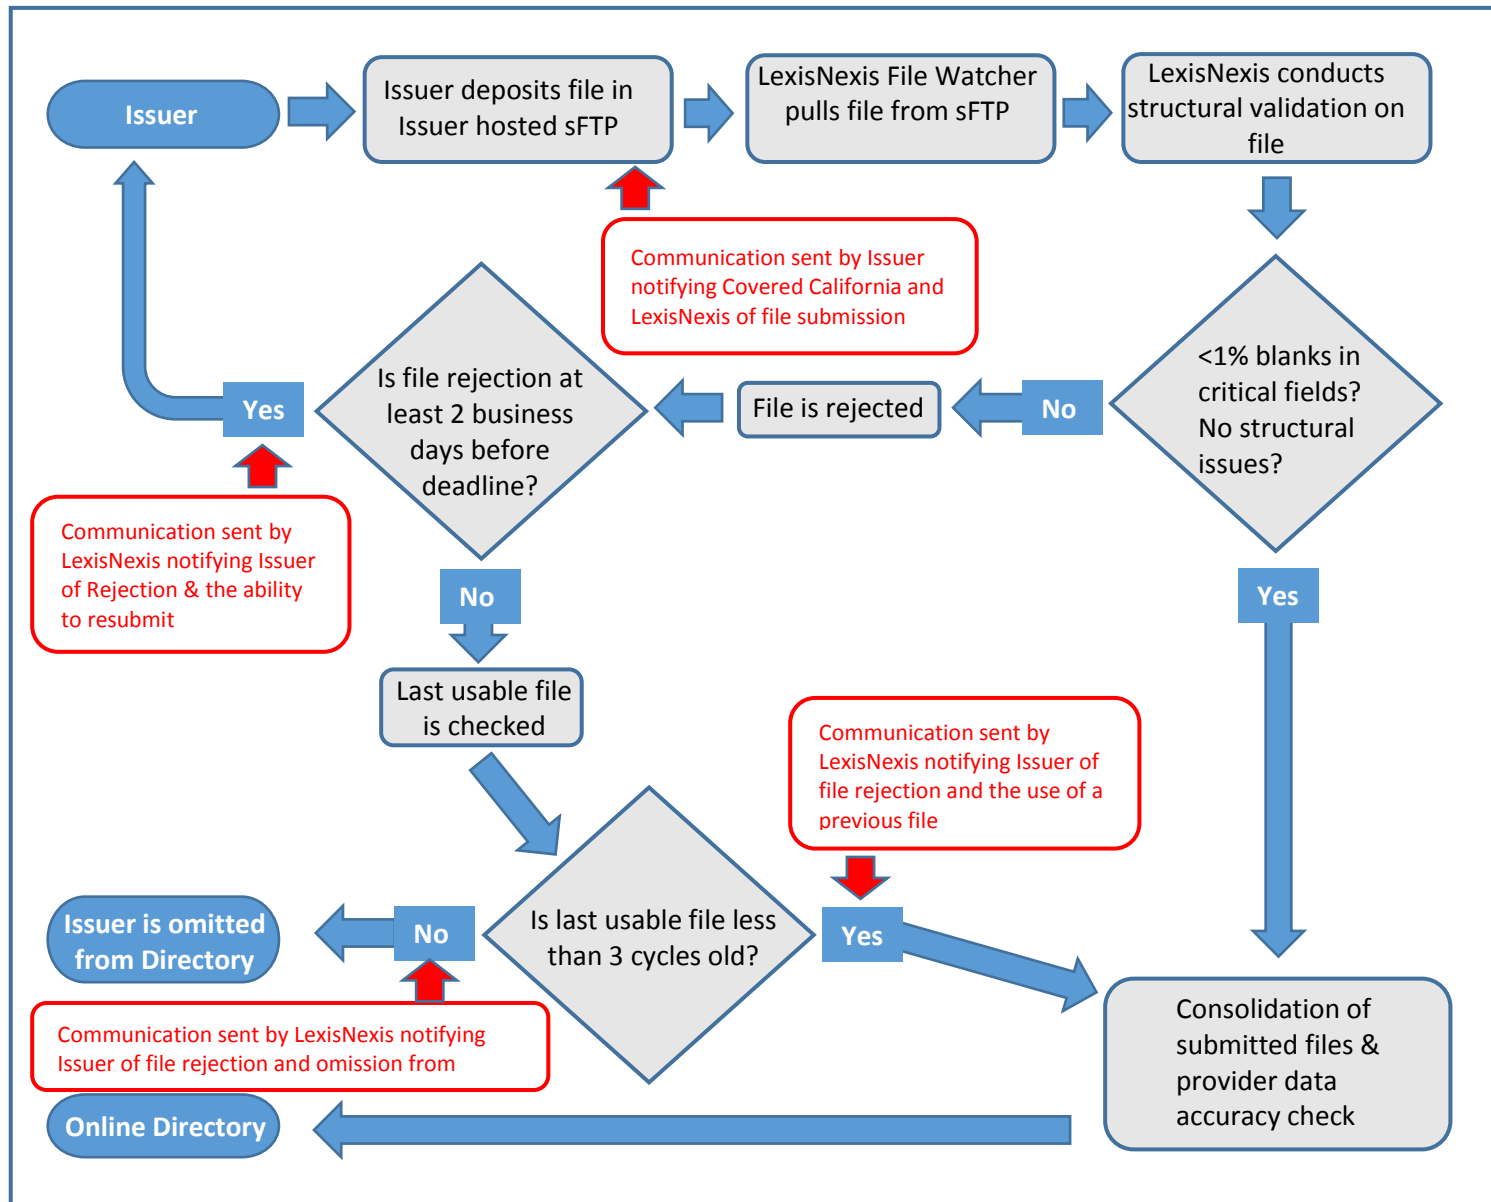 Issuer
Issuer deposits file in
Issuer hosted sFTP
LexisNexis File Watcher
pulls file from sFTP
LexisNexis conducts
structural validation on
file
Communication sent by Issuer
notifying Covered California and
LexisNexis of file submission
<1% blanks in
critical fields?
No structural
issues?
No
File is rejected
Is file rejection at
least 2 business
days before
deadline?
Yes
Communication sent by
LexisNexis notifying Issuer
of Rejection & the ability
to resubmit
No
Yes
Last usable file
is checked
Communication sent by
LexisNexis notifying Issuer of
file rejection and the use of a
previous file
Is last usable file less
than 3 cycles old?
No
Yes
Issuer is omitted
from Directory
Communication sent by LexisNexis notifying
Issuer of file rejection and omission from
Consolidation of
submitted files &
provider data
accuracy check
Online Directory